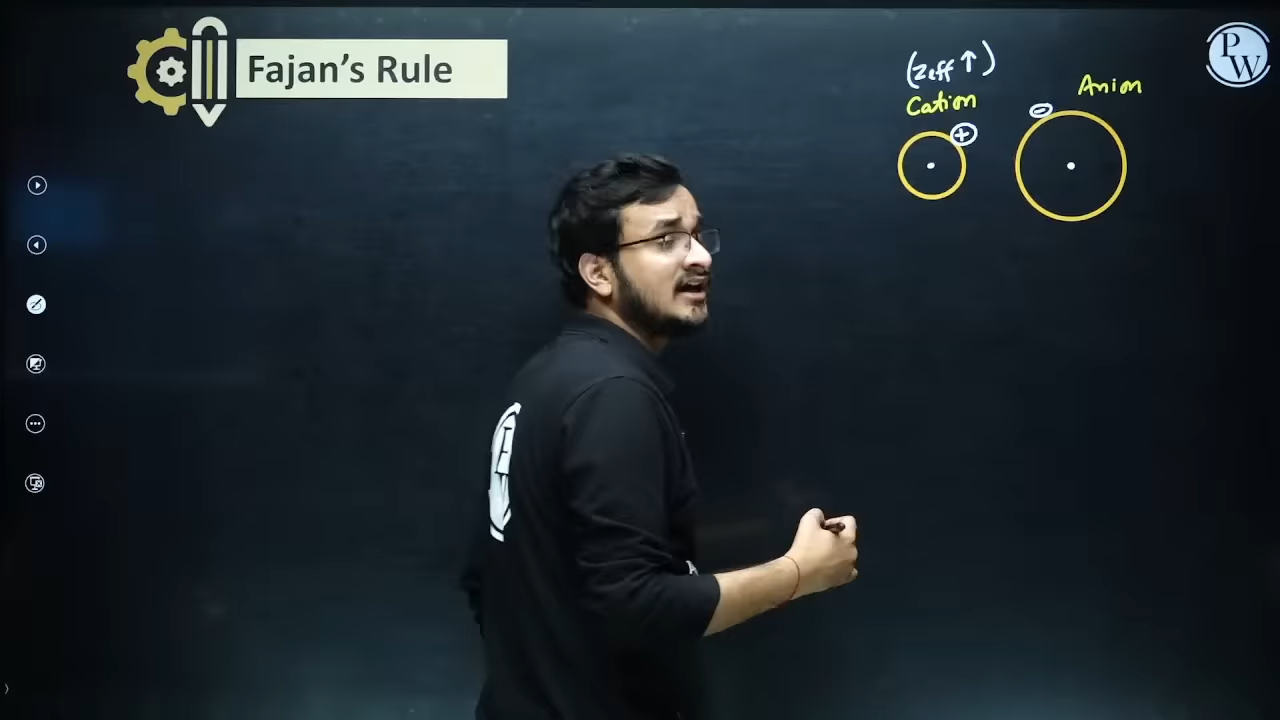 Fajan's Rule
(Zeff ↑)
Cation
Anion
+
-
PW